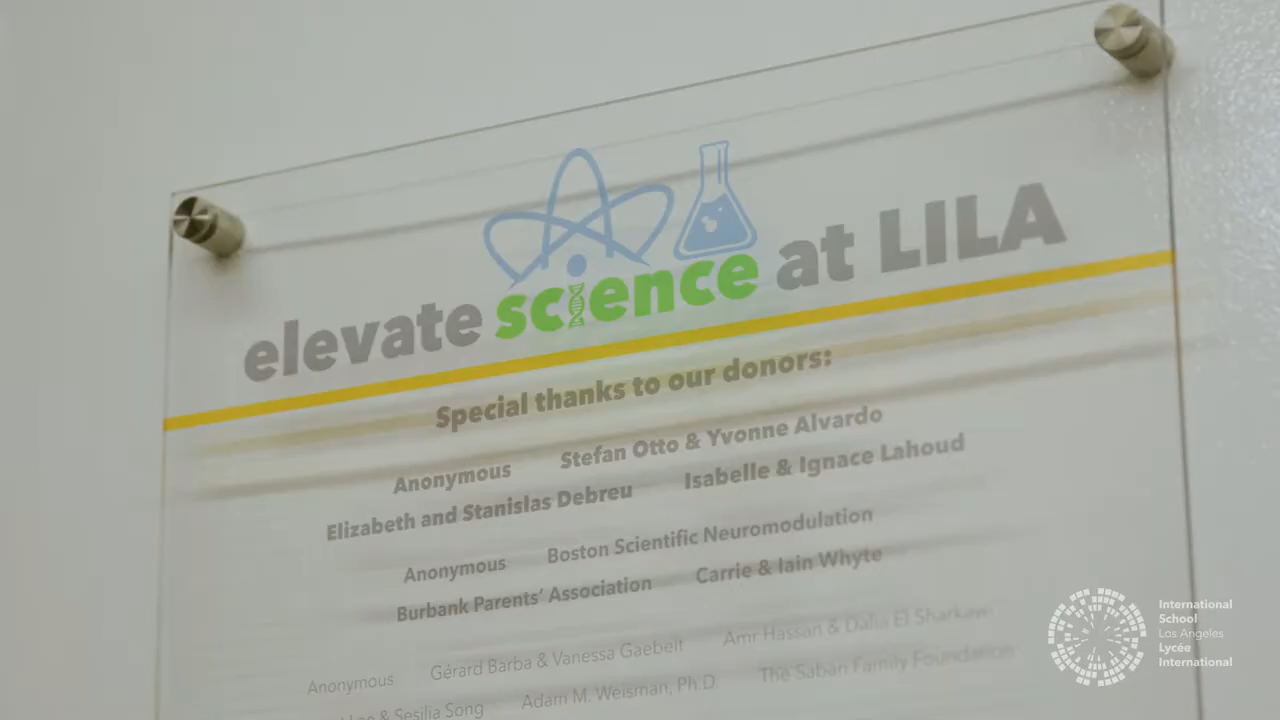 elevate science at LILA
Special thanks to our donors:
Anonymous Stefan Otto & Yvonne Alvardo
Elizabeth and Stanislas Debreu Isabelle & Ignace Lahoud
Anonymous Boston Scientific Neuromodulation
Burbank Parents’ Association Carrie & Iain Whyte
Anonymous Gérard Barba & Vanessa Gaebeit Amr Hassan & Dalia El Sharkawi
& Sesilia Song Adam M. Weisman, Ph.D. The Saban Family Foundation
International
School
Los Angeles
Lycée
International